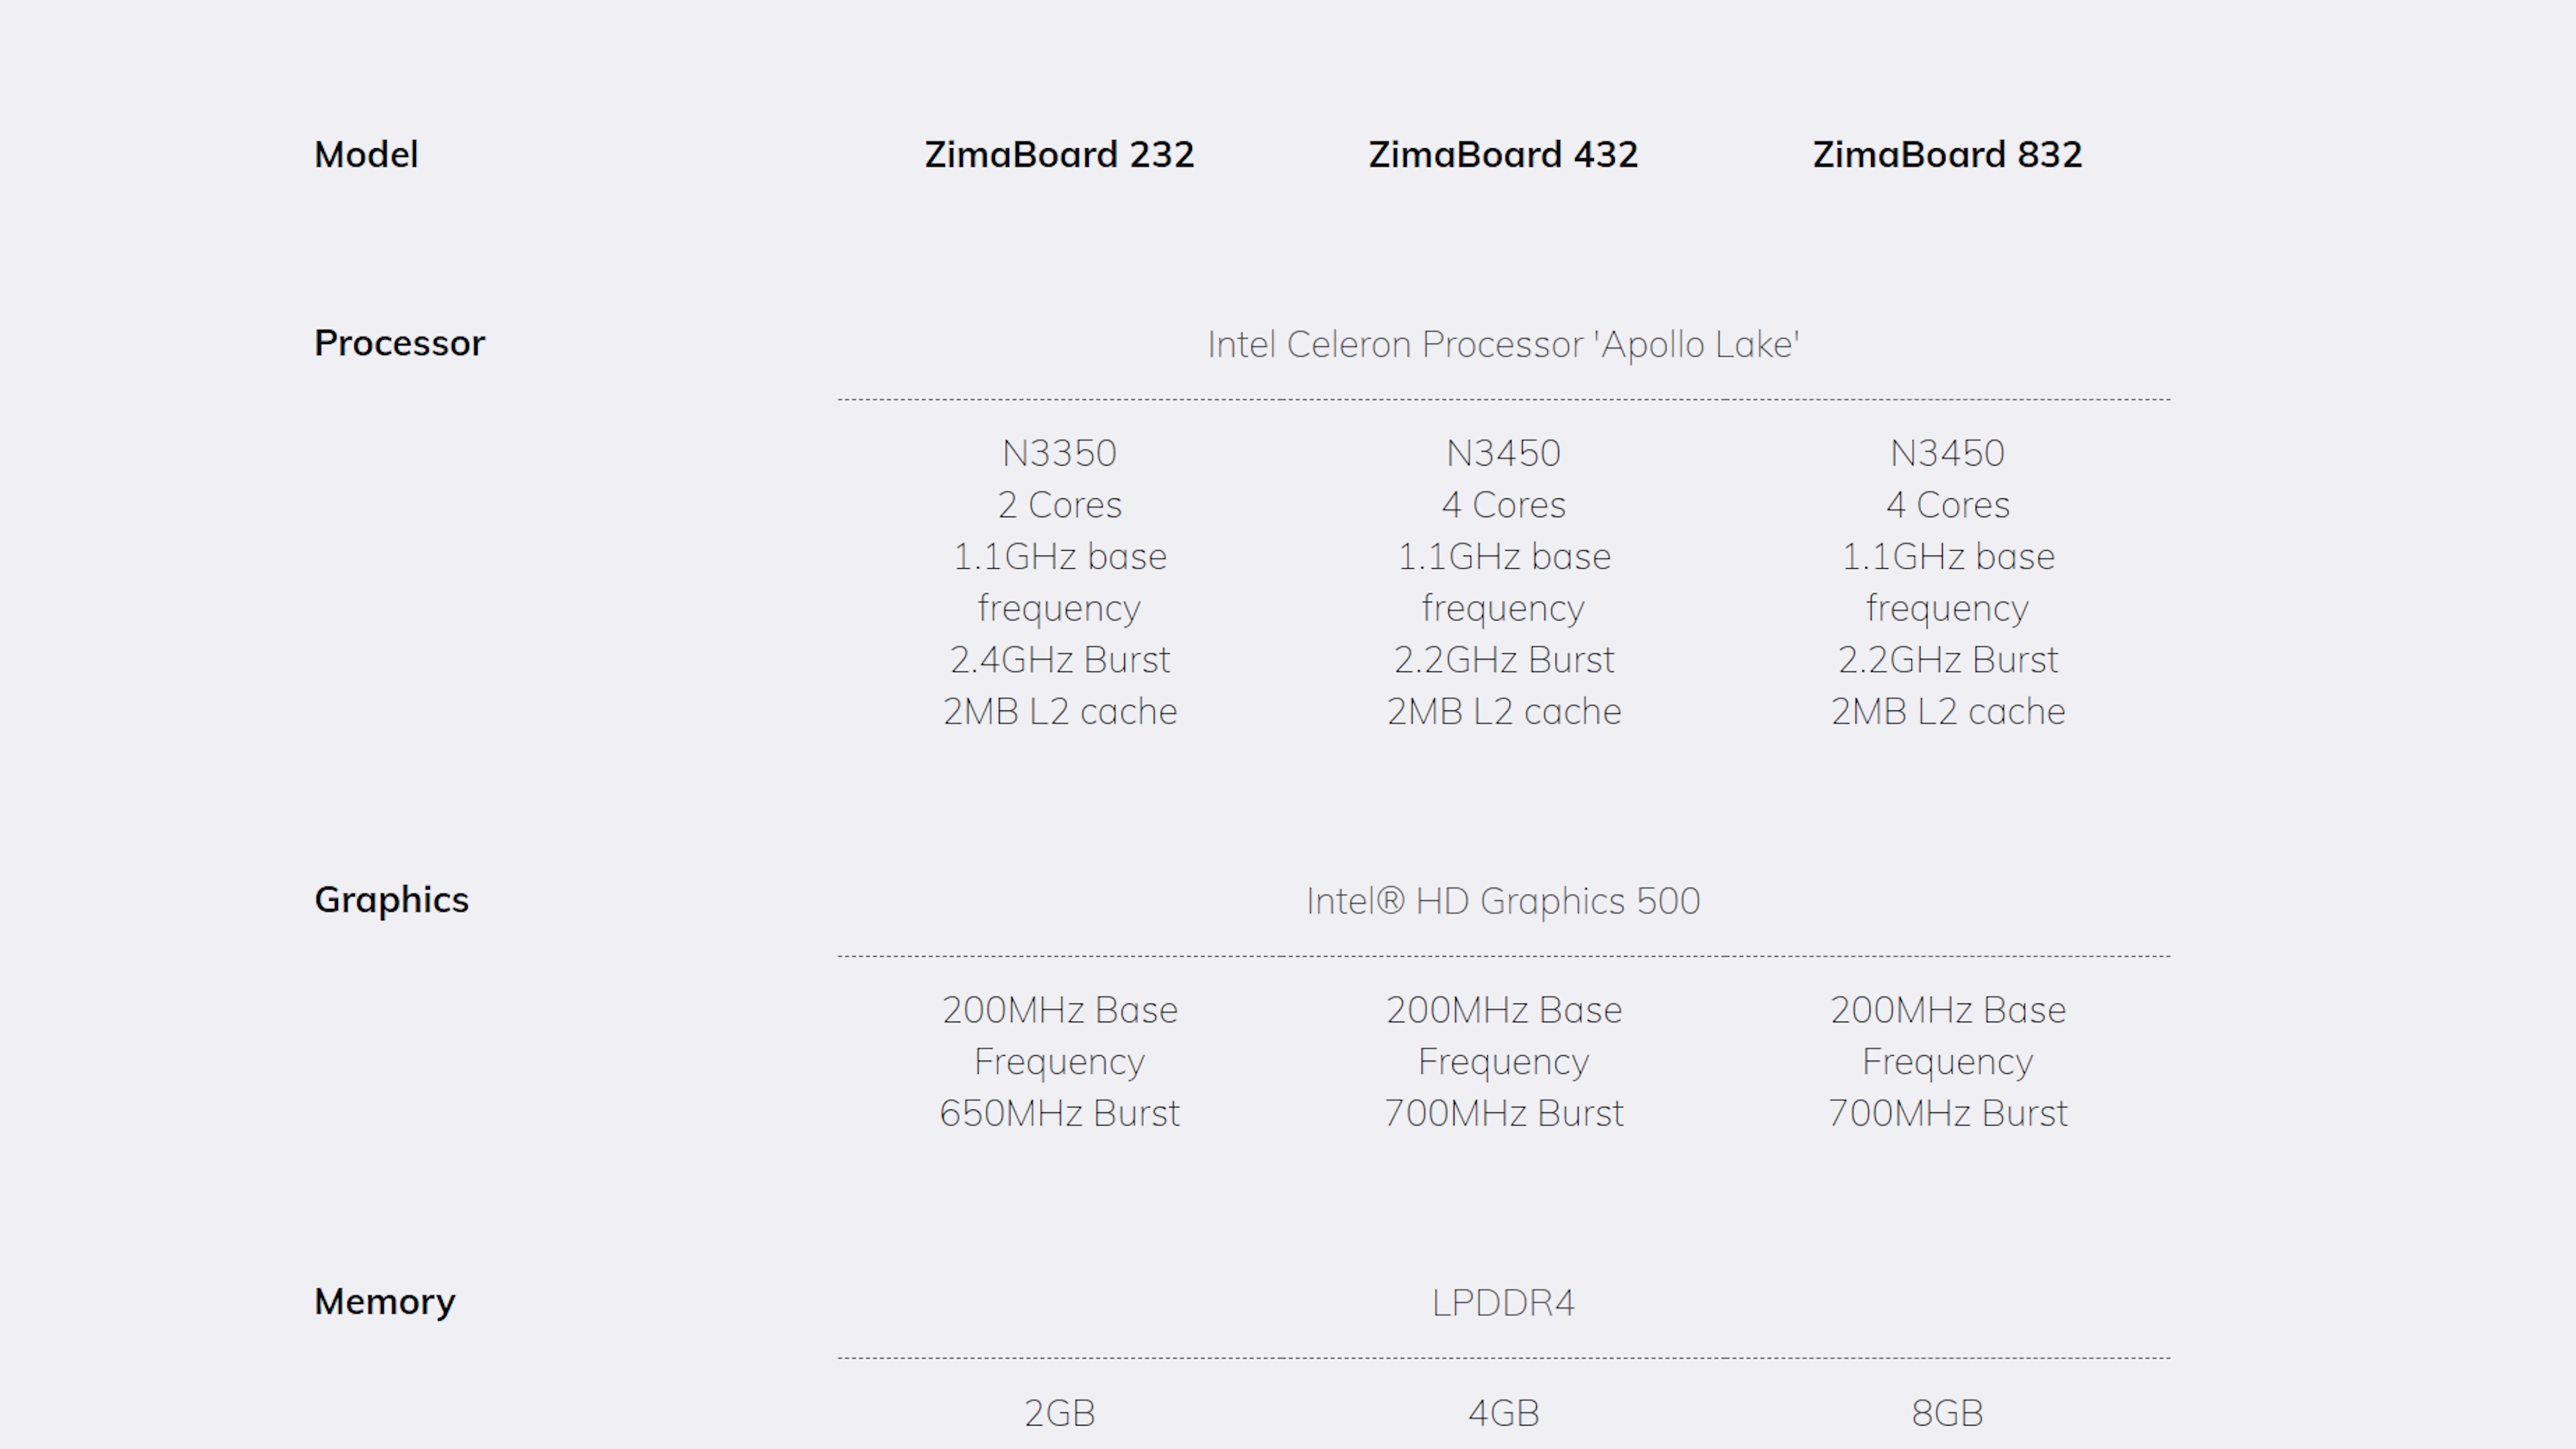 Model ZimaBoard 232 ZimaBoard 432 ZimaBoard 832
Processor Intel Celeron Processor 'Apollo Lake'
N3350 N3450 N3450
2 Cores 4 Cores 4 Cores
1.1GHz base 1.1GHz base 1.1GHz base
frequency frequency frequency
2.4GHz Burst 2.2GHz Burst 2.2GHz Burst
2MB L2 cache 2MB L2 cache 2MB L2 cache
Graphics Intel® HD Graphics 500
200MHz Base 200MHz Base 200MHz Base
Frequency Frequency Frequency
650MHz Burst 700MHz Burst 700MHz Burst
Memory LPDDR4
2GB 4GB 8GB